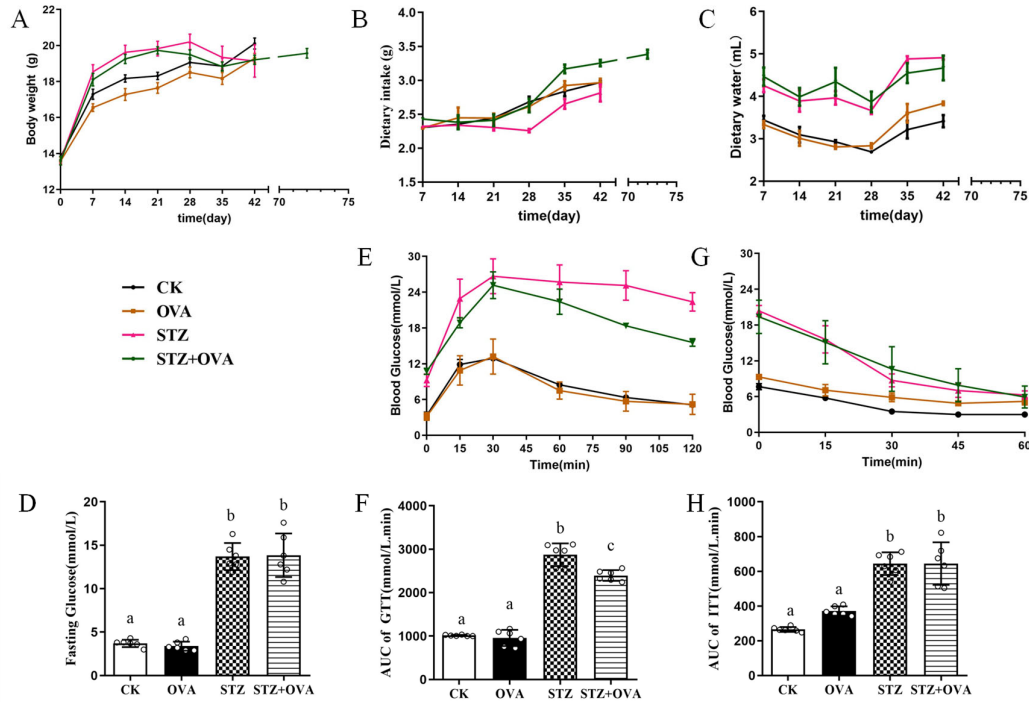 A
Body weight (g)
22
20
18
16
14
12
0 7 14 21 28 35 42 70 75
time(day)
B
Dietary intake (g)
4.0
3.5
3.0
2.5
2.0
1.5
7 14 21 28 35 42 70 75
time(day)
C
Dietary water (mL)
6
5
4
3
2
7 14 21 28 35 42 70 75
time(day)
CK
OVA
STZ
STZ+OVA
E
Blood Glucose(mmol/L)
30
24
18
12
6
0
0 15 30 45 60 75 90 105 120
Time(min)
G
Blood Glucose(mmol/L)
30
24
18
12
6
0
0 15 30 45 60
Time(min)
D
Fasting Glucose(mmol/L)
20
15
10
5
0
a a b b
CK OVA STZ STZ+OVA
F
AUC of GTT(mmol/L.min)
4000
3000
2000
1000
0
a a b c
CK OVA STZ STZ+OVA
H
AUC of ITT(mmol/L.min)
1000
800
600
400
200
0
a a b b
CK OVA STZ STZ+OVA